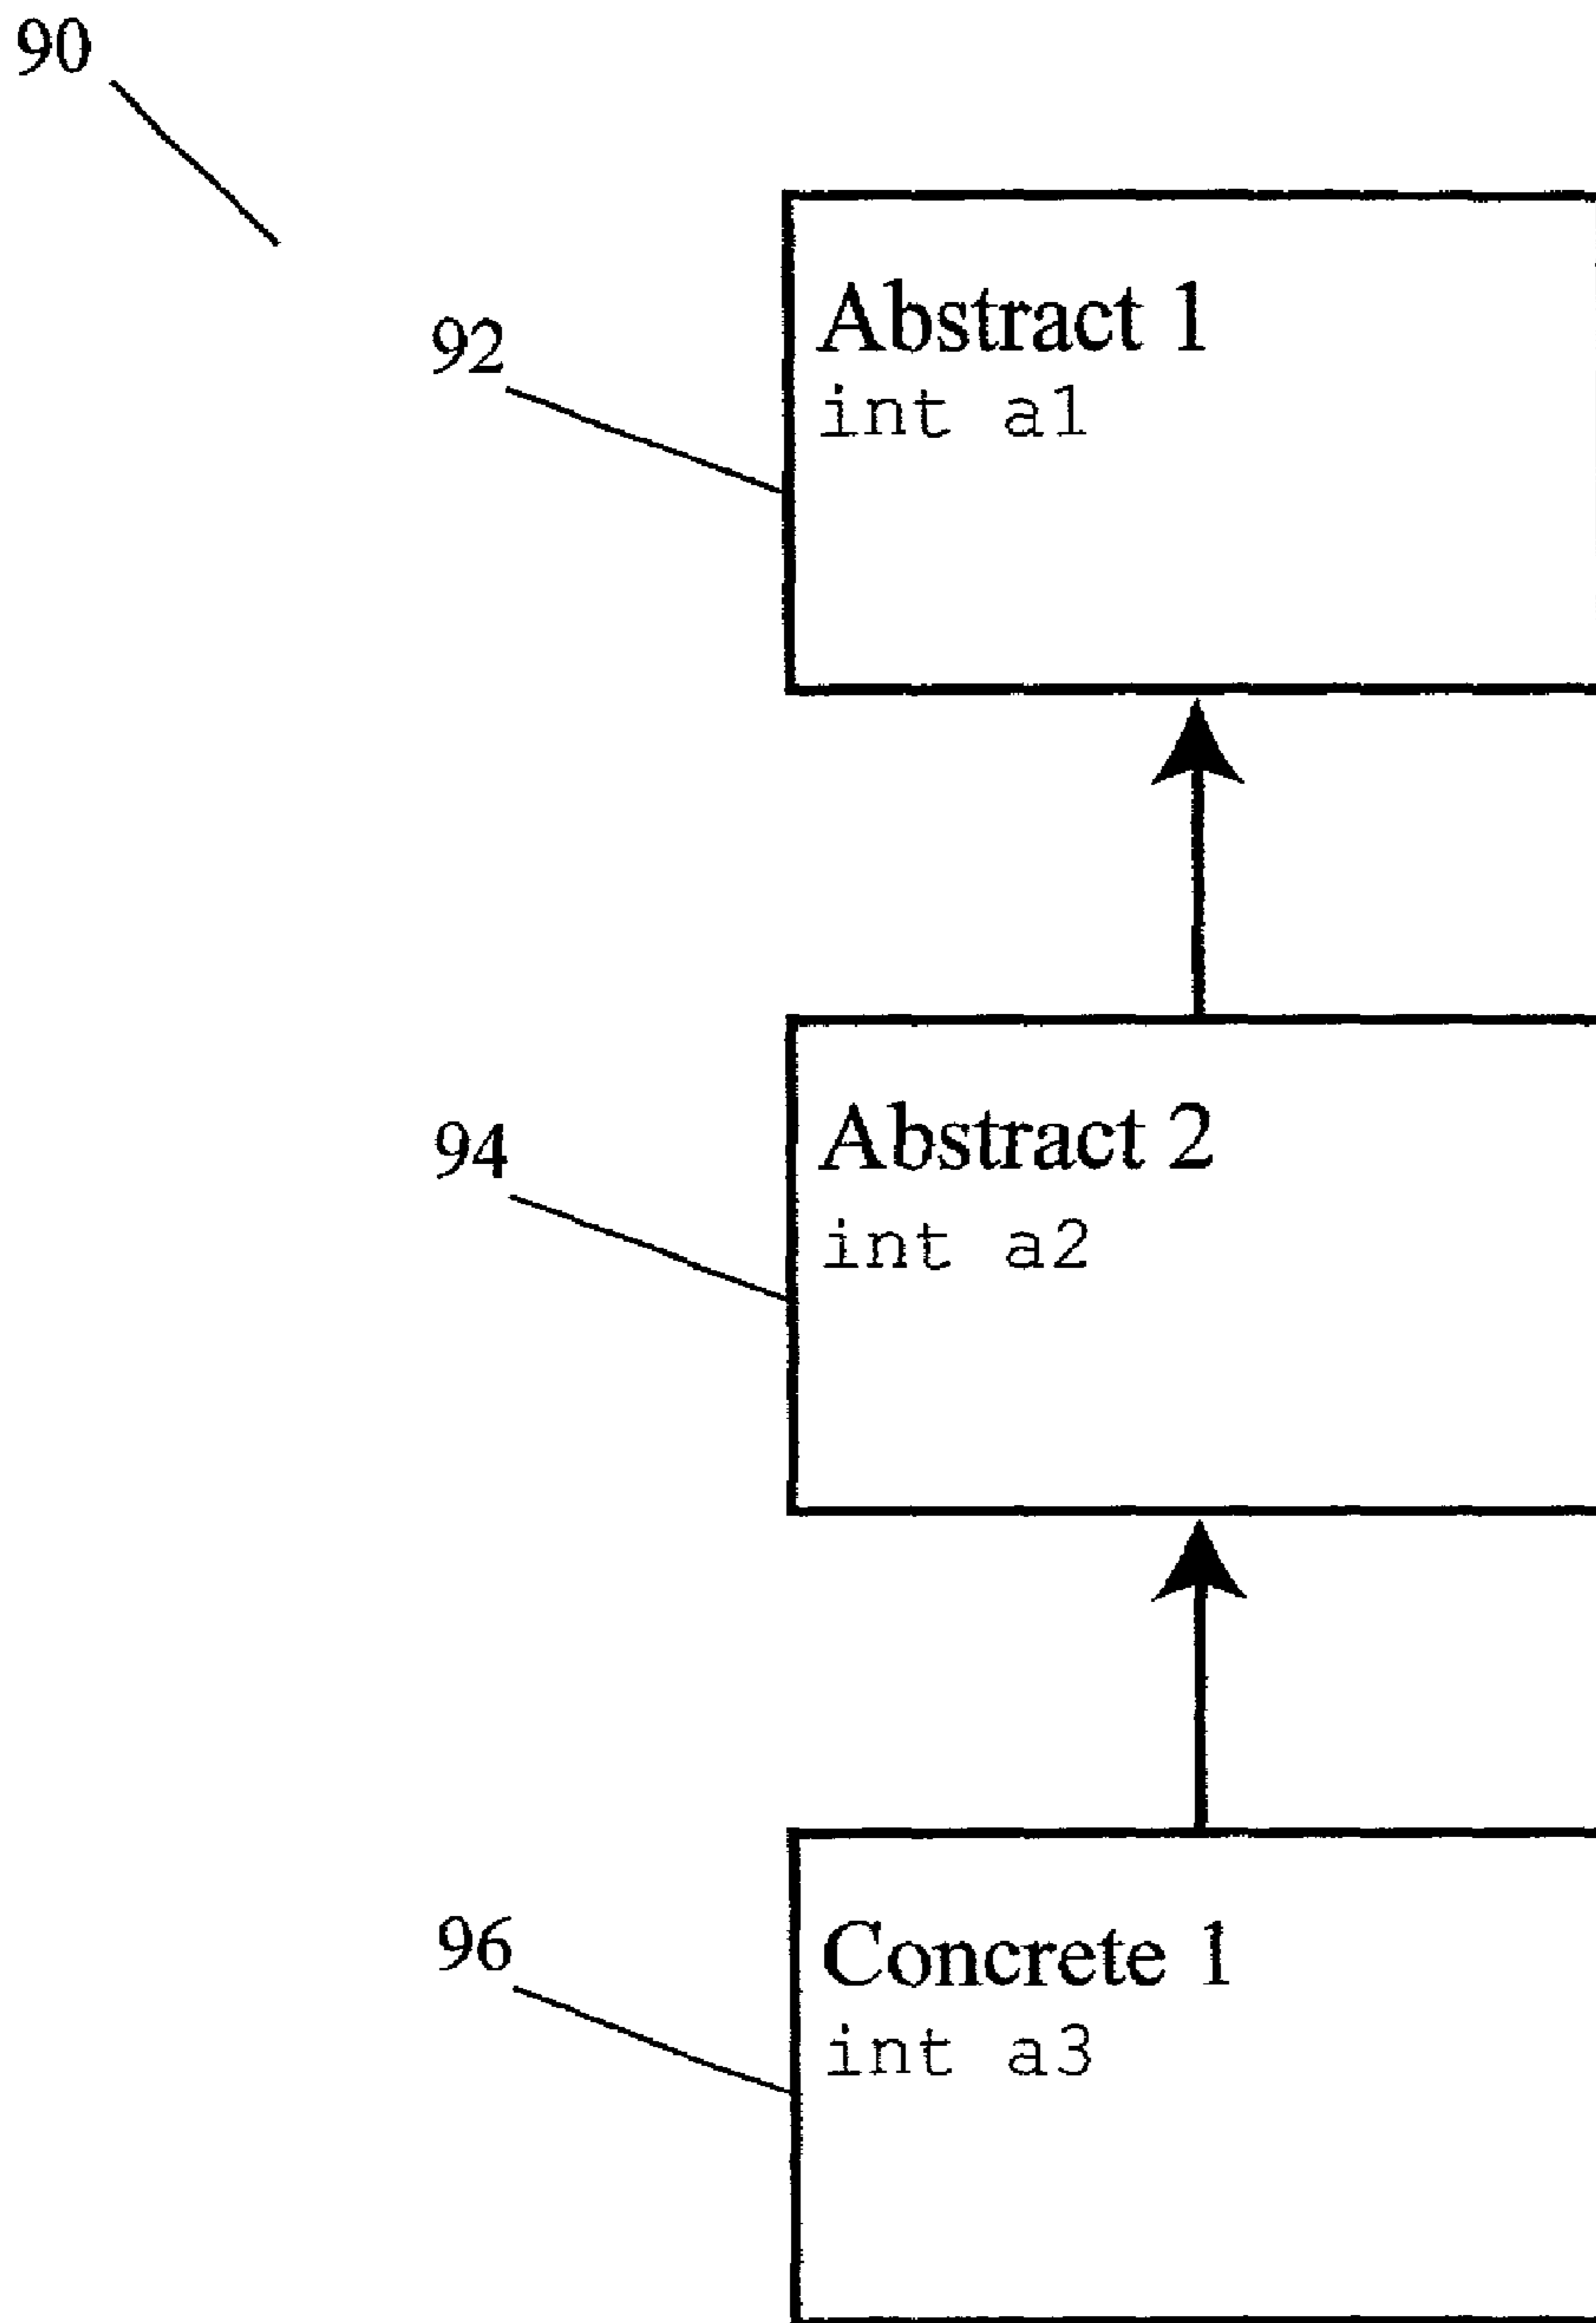 90
92
Abstract 1
int a1
94
Abstract 2
int a2
96
Concrete 1
int a3